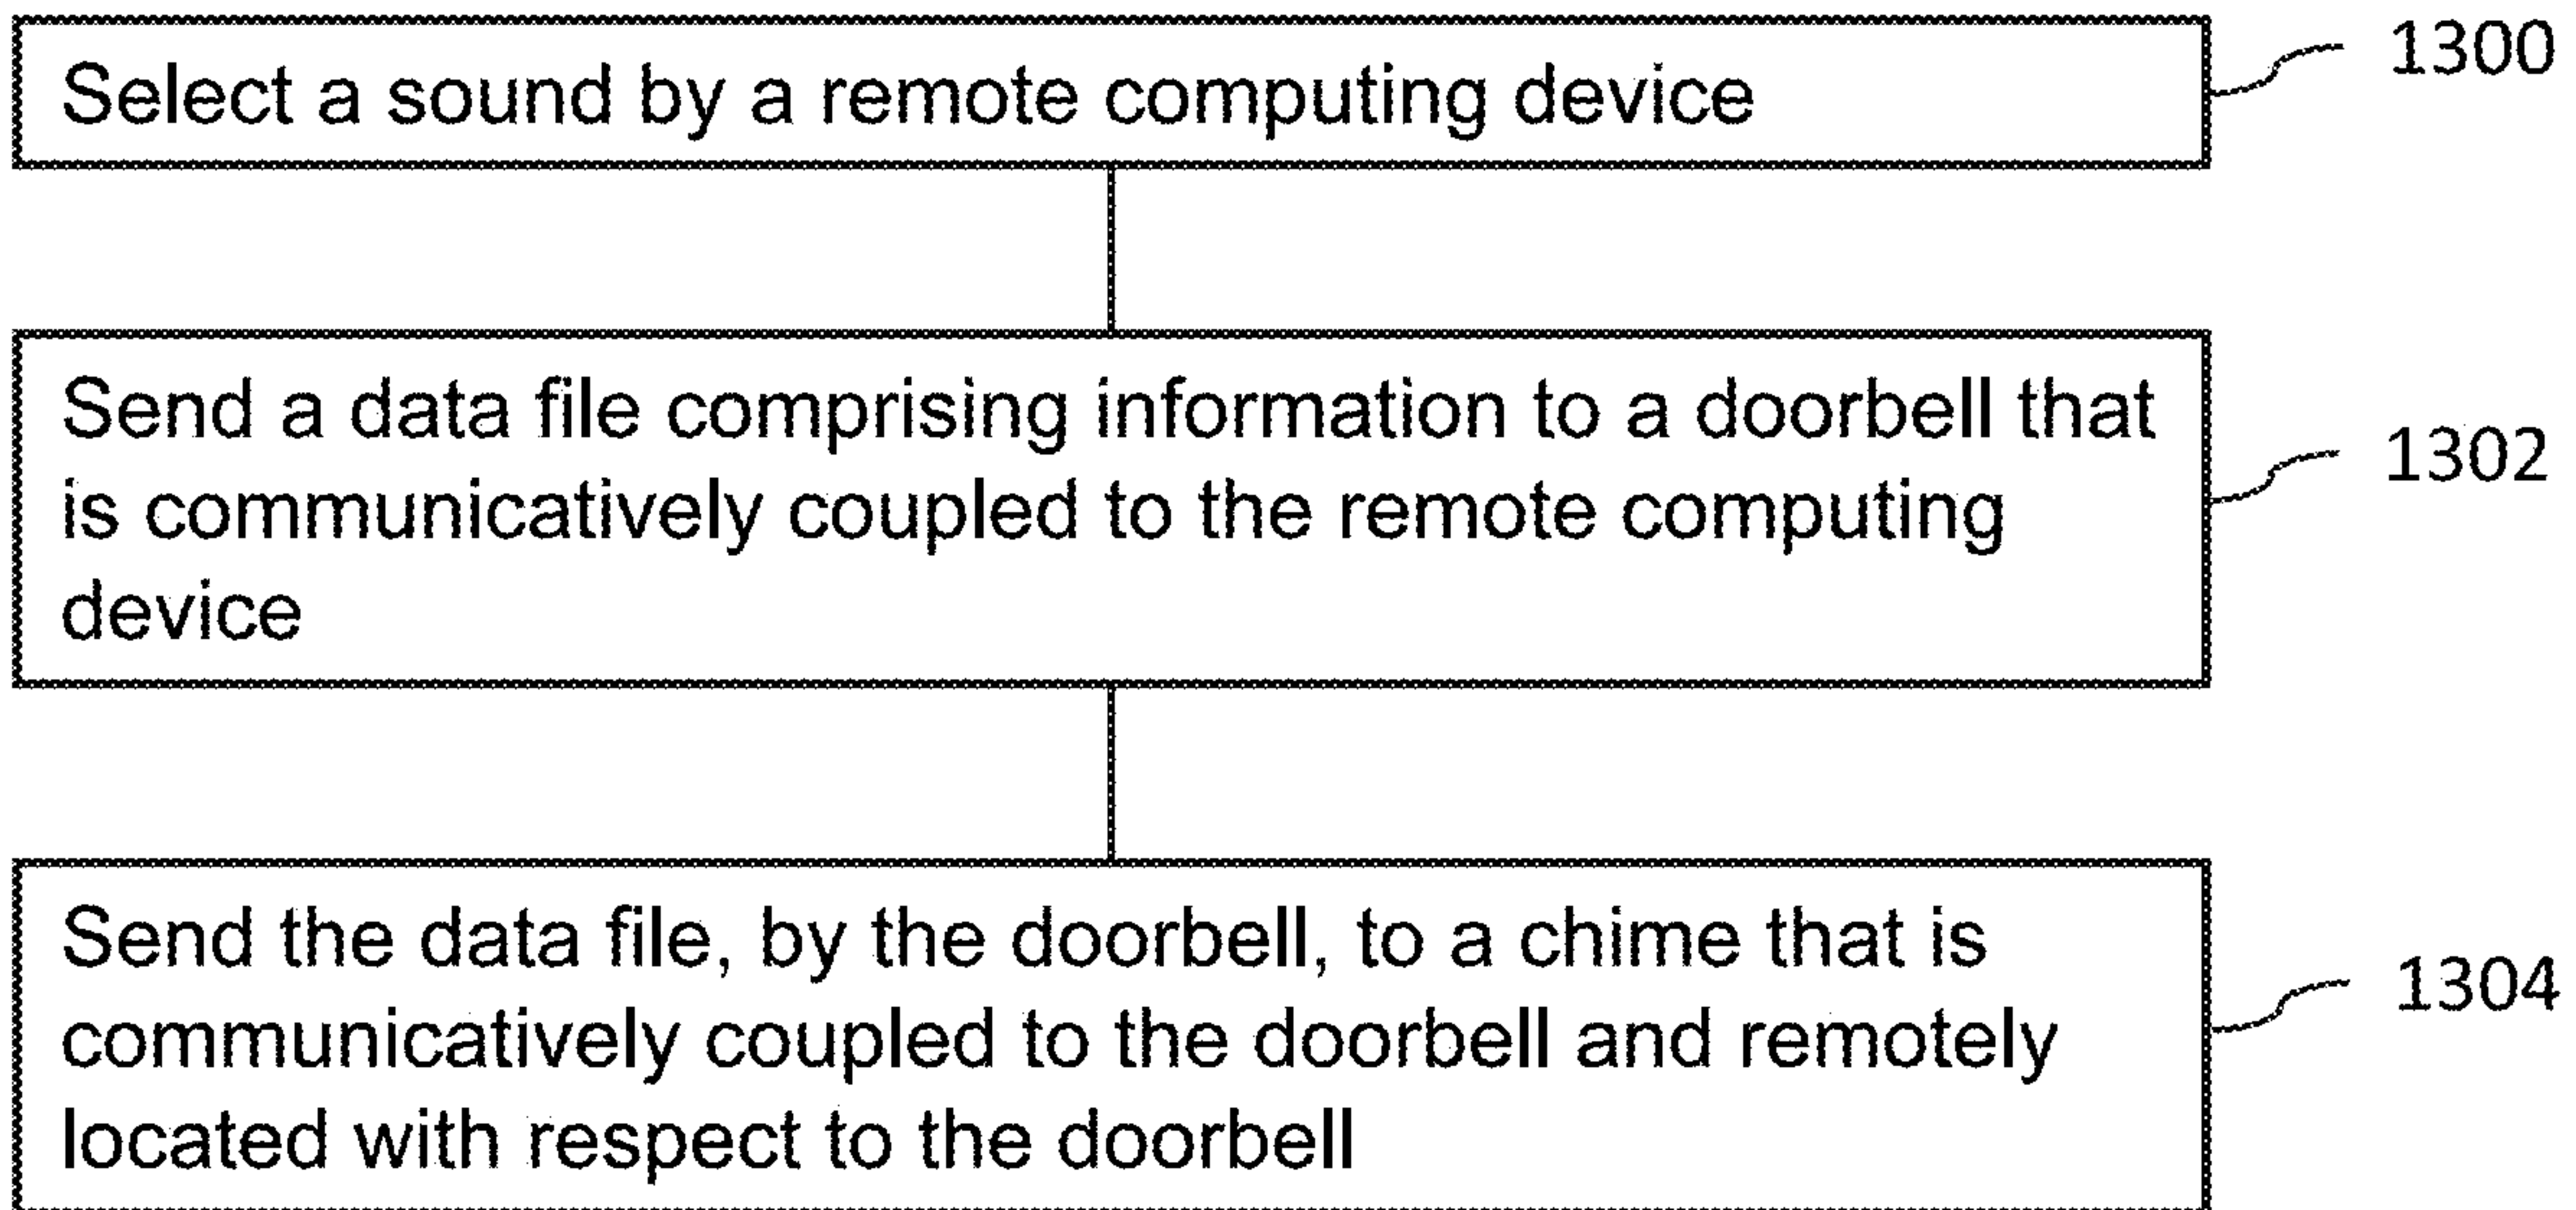 Select a sound by a remote computing device
1300
Send a data file comprising information to a doorbell that
is communicatively coupled to the remote computing
device
1302
Send the data file, by the doorbell, to a chime that is
communicatively coupled to the doorbell and remotely
located with respect to the doorbell
1304